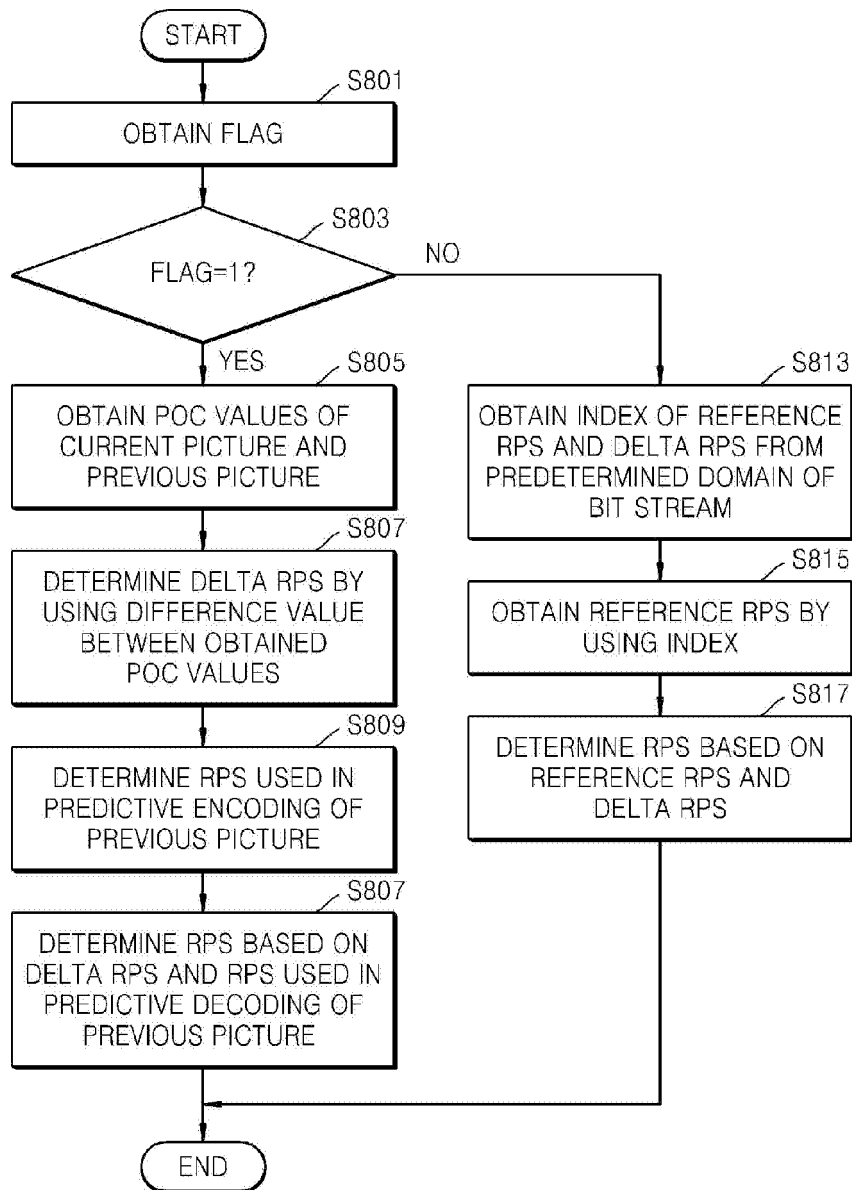 START
S801
OBTAIN FLAG
S803
FLAG=1?
NO
YES
S805
OBTAIN POC VALUES OF
CURRENT PICTURE AND
PREVIOUS PICTURE
S807
DETERMINE DELTA RPS BY
USING DIFFERENCE VALUE
BETWEEN OBTAINED
POC VALUES
S809
DETERMINE RPS USED IN
PREDICTIVE ENCODING OF
PREVIOUS PICTURE
S807
DETERMINE RPS BASED ON
DELTA RPS AND RPS USED IN
PREDICTIVE DECODING OF
PREVIOUS PICTURE
S813
OBTAIN INDEX OF REFERENCE
RPS AND DELTA RPS FROM
PREDETERMINED DOMAIN OF
BIT STREAM
S815
OBTAIN REFERENCE RPS BY
USING INDEX
S817
DETERMINE RPS BASED ON
REFERENCE RPS AND
DELTA RPS
END